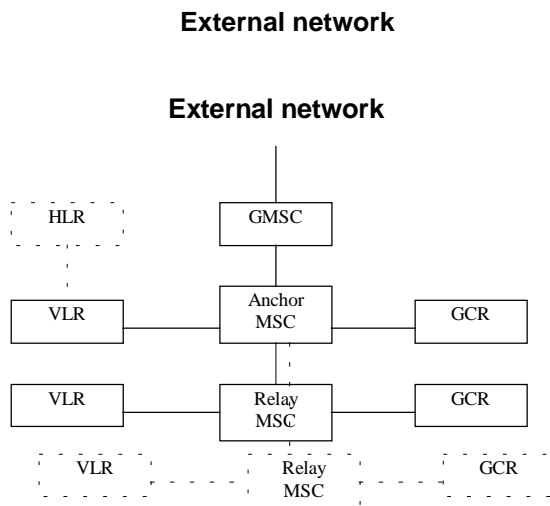 External network
External network
HLR
GMSC
VLR
Anchor
MSC
GCR
VLR
Relay
MSC
GCR
VLR
Relay
MSC
GCR